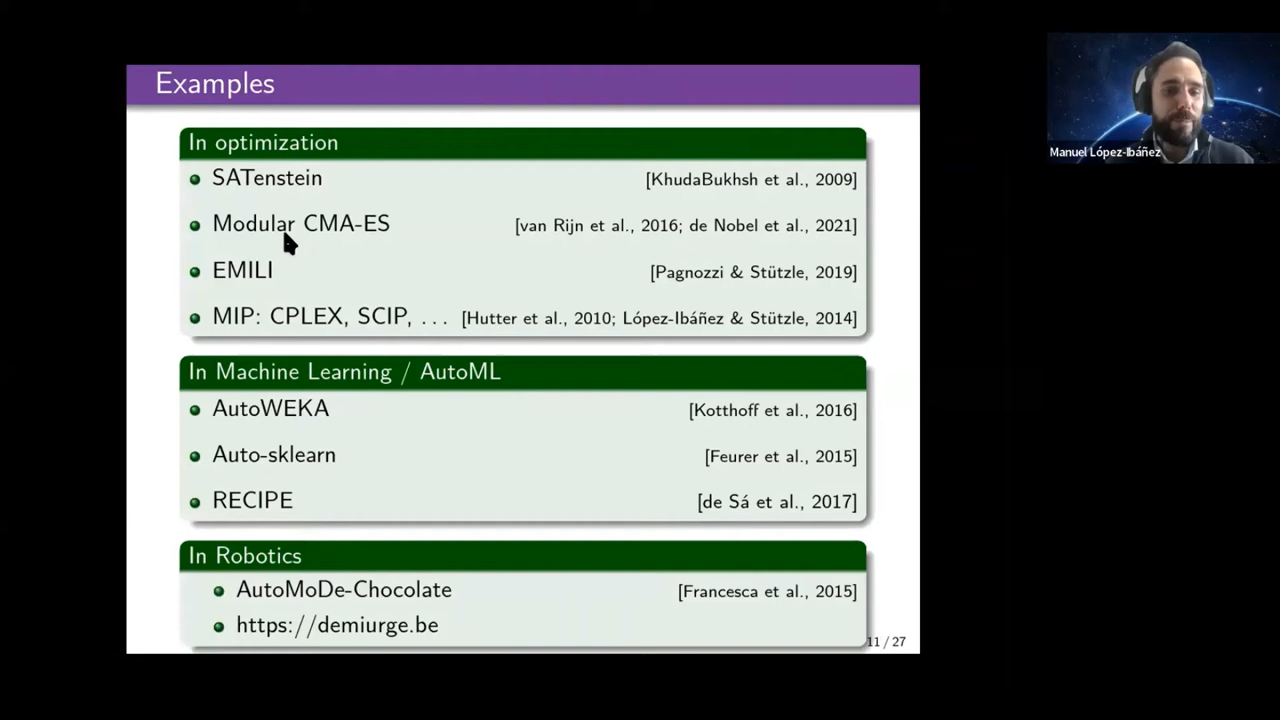 Examples
In optimization
SATenstein [KhudaBukhsh et al., 2009]
Modular CMA-ES [van Rijn et al., 2016; de Nobel et al., 2021]
EMILI [Pagnozzi & Stützle, 2019]
MIP: CPLEX, SCIP, ... [Hutter et al., 2010; López-Ibáñez & Stützle, 2014]
In Machine Learning / AutoML
AutoWEKA [Kotthoff et al., 2016]
Auto-sklearn [Feurer et al., 2015]
RECIPE [de Sá et al., 2017]
In Robotics
AutoMoDe-Chocolate [Francesca et al., 2015]
https://demiurge.be
11 / 27
Manuel López-Ibáñez